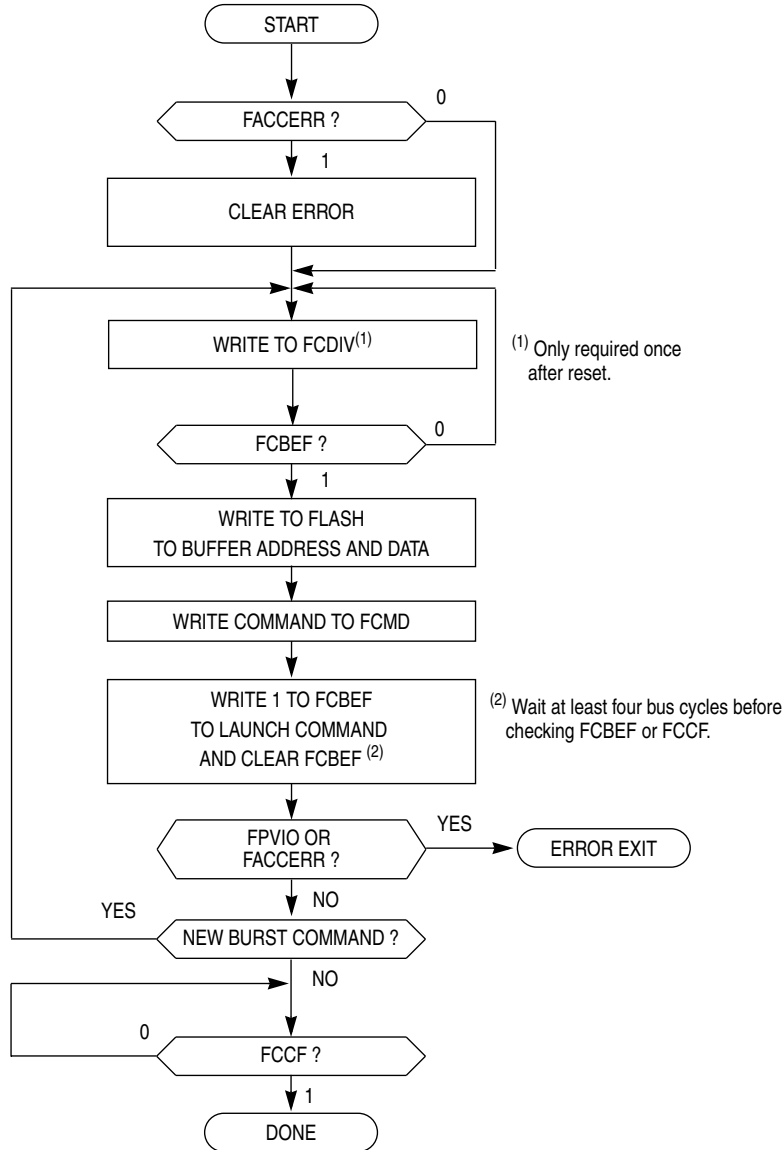 START
FACCERR ?
0
1
CLEAR ERROR
WRITE TO FCDIV(1)
(1) Only required once
after reset.
FCBEF ?
0
1
WRITE TO FLASH
TO BUFFER ADDRESS AND DATA
WRITE COMMAND TO FCMD
WRITE 1 TO FCBEF
TO LAUNCH COMMAND
AND CLEAR FCBEF (2)
(2) Wait at least four bus cycles before
checking FCBEF or FCCF.
FPVIO OR
FACCERR ?
YES
ERROR EXIT
NO
YES
NEW BURST COMMAND ?
NO
0
FCCF ?
1
DONE